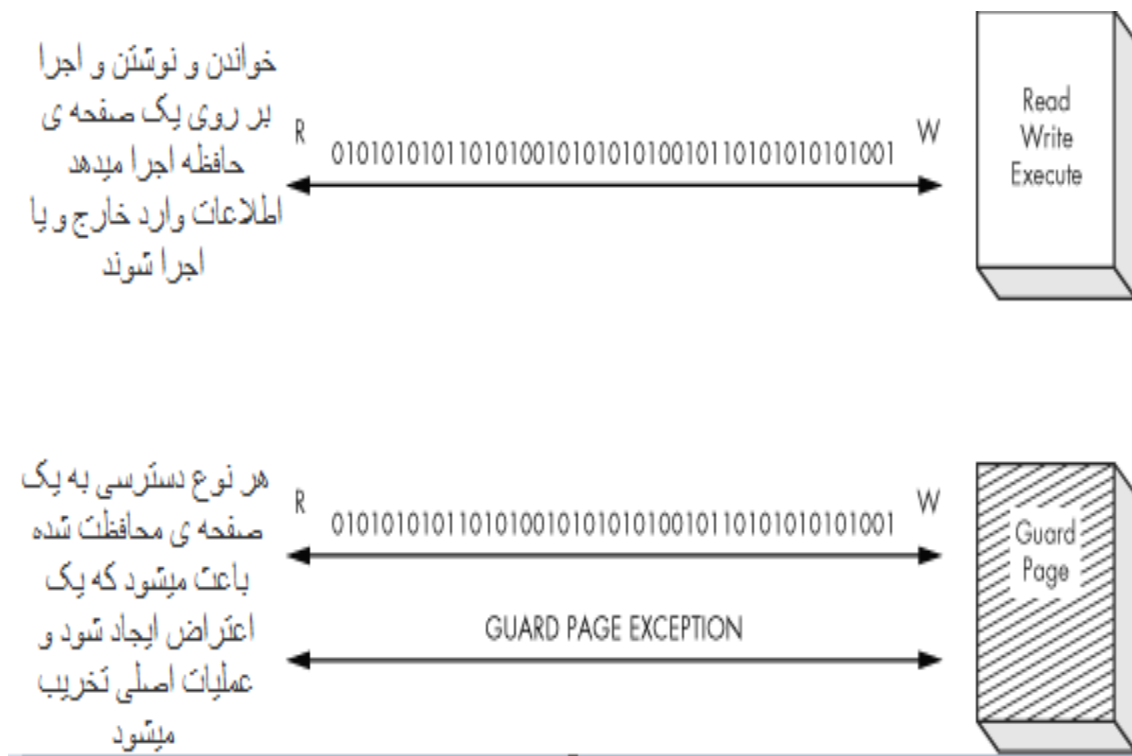 خواندن و نوشتن و اجرا
بر روی یک صفحه ی
حافظه اجرا میدهد
اطلاعات وارد خارج و یا
اجرا شوند
R
010101010110101001010101010010110101010101001
W
Read
Write
Execute
هر نوع دسترسی به یک
صفحه ی محافظت شده
باعث میشود که یک
اعتراض ایجاد شود و
عملیات اصلی تخریب
میشود
R
010101010110101001010101010010110101010101001
W
GUARD PAGE EXCEPTION
Guard
Page